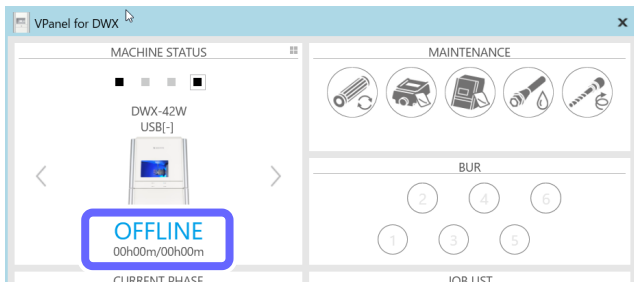 VPanel for DWX
MACHINE STATUS
DWX-42W
USB[-]
OFFLINE
00h00m/00h00m
CURRENT PHASE
MAINTENANCE
BUR
2 4 6
1 3 5
JOB LIST